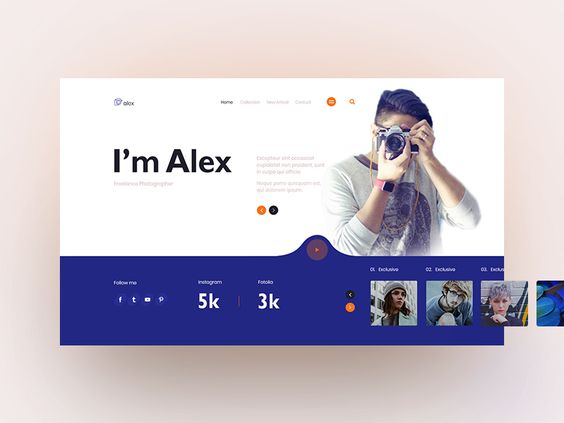 alex
Home Collection New Arrival Contact
I'm Alex
Freelance Photographer
Excepteur sint occaecat
cupidatat non proident, sunt
in culpa qui officia.
Neque porro quisquam est,
qui dolorem ipsum.
Follow me
Instagram
5k
Fotolia
3k
01. Exclusive
02. Exclusive
03. Exclusive